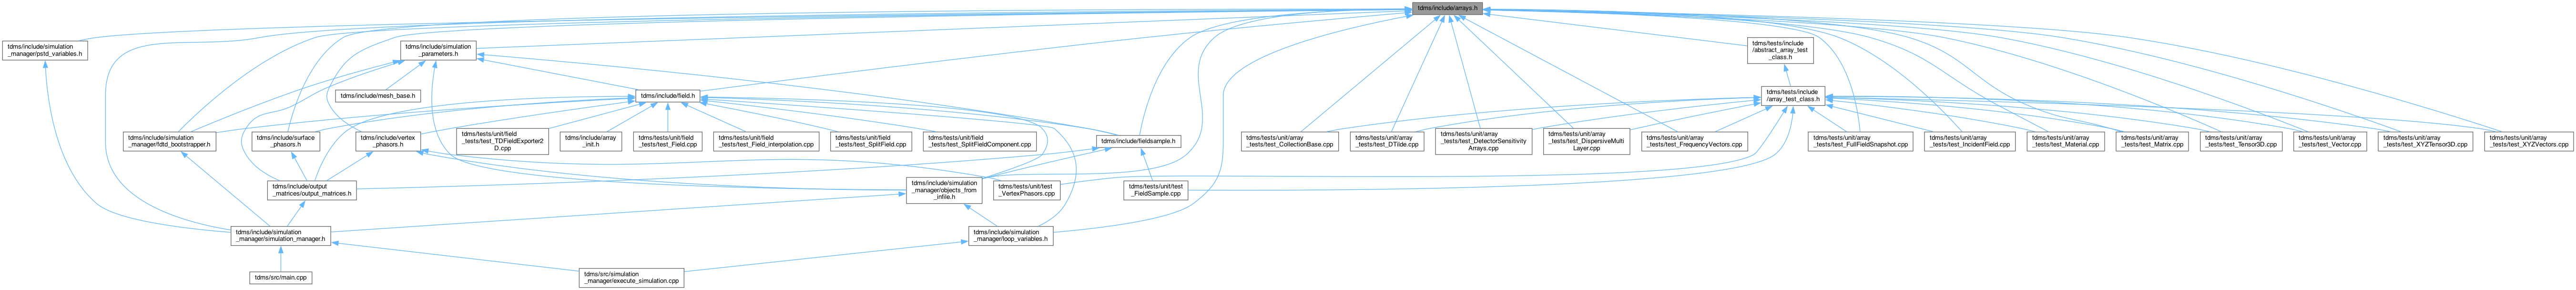 tdms/include/arrays.h
tdms/include/simulation
_manager/pstd_variables.h
tdms/include/simulation
_parameters.h
tdms/tests/include
/abstract_array_test
_class.h
tdms/include/mesh_base.h
tdms/include/field.h
tdms/tests/include
/array_test_class.h
tdms/include/simulation
_manager/fdtd_bootstrapper.h
tdms/include/surface
_phasors.h
tdms/include/vertex
_phasors.h
tdms/tests/unit/field
_tests/test_TDFieldExporter2
D.cpp
tdms/include/array
_init.h
tdms/tests/unit/field
_tests/test_Field.cpp
tdms/tests/unit/field
_tests/test_Field_interpolation.cpp
tdms/tests/unit/field
_tests/test_SplitField.cpp
tdms/tests/unit/field
_tests/test_SplitFieldComponent.cpp
tdms/include/fieldsample.h
tdms/tests/unit/array
_tests/test_CollectionBase.cpp
tdms/tests/unit/array
_tests/test_DTilde.cpp
tdms/tests/unit/array
_tests/test_DetectorSensitivity
Arrays.cpp
tdms/tests/unit/array
_tests/test_DispersiveMulti
Layer.cpp
tdms/tests/unit/array
_tests/test_FrequencyVectors.cpp
tdms/tests/unit/array
_tests/test_FullFieldSnapshot.cpp
tdms/tests/unit/array
_tests/test_IncidentField.cpp
tdms/tests/unit/array
_tests/test_Material.cpp
tdms/tests/unit/array
_tests/test_Matrix.cpp
tdms/tests/unit/array
_tests/test_Tensor3D.cpp
tdms/tests/unit/array
_tests/test_Vector.cpp
tdms/tests/unit/array
_tests/test_XYZTensor3D.cpp
tdms/tests/unit/array
_tests/test_XYZVectors.cpp
tdms/include/output
_matrices/output_matrices.h
tdms/include/simulation
_manager/objects_from
_infile.h
tdms/tests/unit/test
_VertexPhasors.cpp
tdms/tests/unit/test
_FieldSample.cpp
tdms/include/simulation
_manager/simulation_manager.h
tdms/include/simulation
_manager/loop_variables.h
tdms/src/main.cpp
tdms/src/simulation
_manager/execute_simulation.cpp